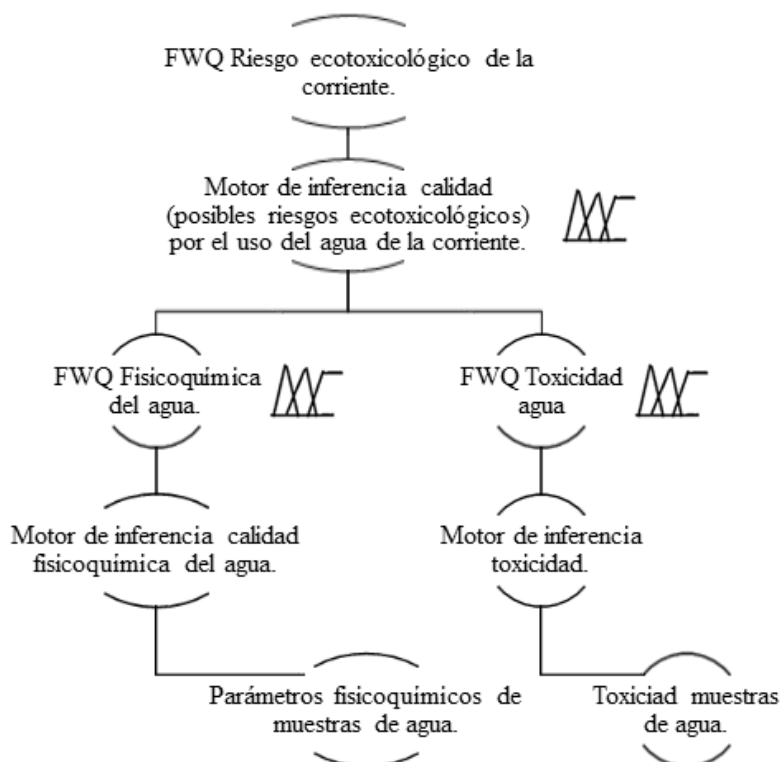 FWQ Riesgo ecotoxicológico de la
corriente.
Motor de inferencia calidad
(posibles riesgos ecotoxicológicos)
por el uso del agua de la corriente.
FWQ Fisicoquímica
del agua.
FWQ Toxicidad
agua
Motor de inferencia calidad
fisicoquímica del agua.
Motor de inferencia
toxicidad.
Parámetros fisicoquímicos de
muestras de agua.
Toxiciad muestras
de agua.